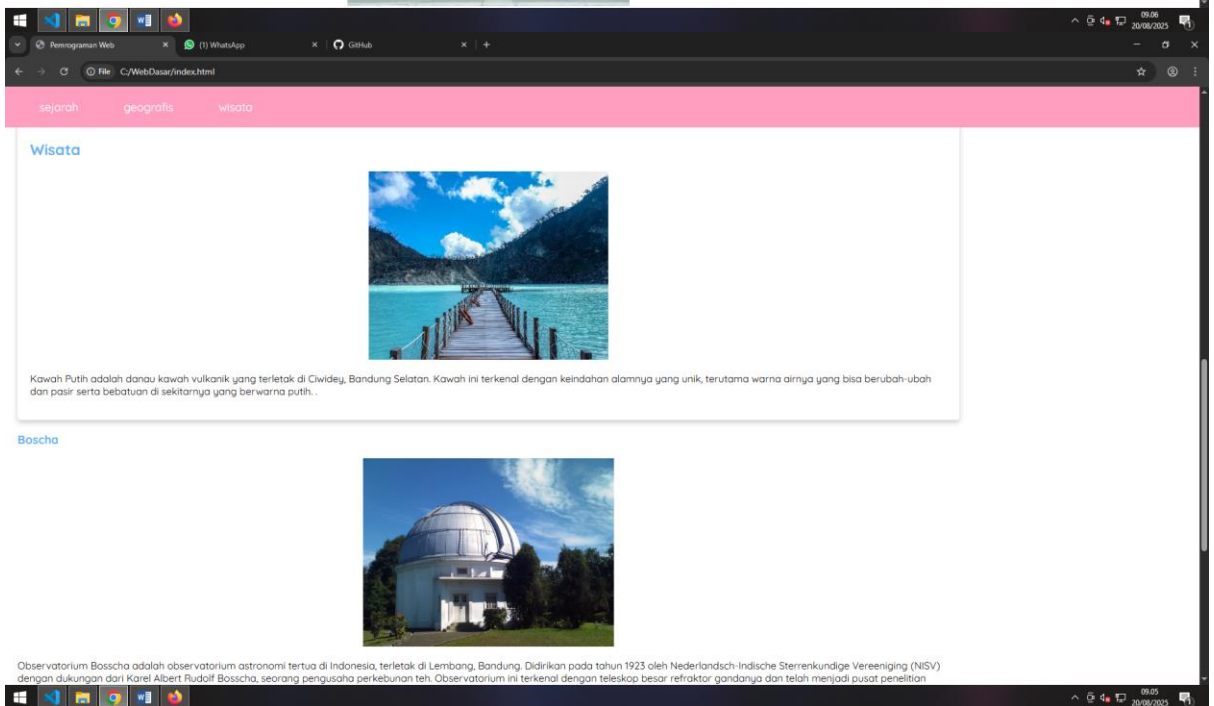 09.06
20/08/2025
Pemrograman Web
(1) WhatsApp
GitHub
File C:/WebDasar/index.html
sejarah geografis wisata
Wisata
Kawah Putih adalah danau kawah vulkanik yang terletak di Ciwidey, Bandung Selatan. Kawah ini terkenal dengan keindahan alamnya yang unik, terutama warna airnya yang bisa berubah-ubah
dan pasir serta bebatuan di sekitarnya yang berwarna putih. .
Boscha
Observatorium Bosscha adalah observatorium astronomi tertua di Indonesia, terletak di Lembang, Bandung. Didirikan pada tahun 1923 oleh Nederlandsch-Indische Sterrenkundige Vereeniging (NISV)
dengan dukungan dari Karel Albert Rudolf Bosscha, seorang pengusaha perkebunan teh. Observatorium ini terkenal dengan teleskop besar refraktor gandanya dan telah menjadi pusat penelitian
09.05
20/08/2025